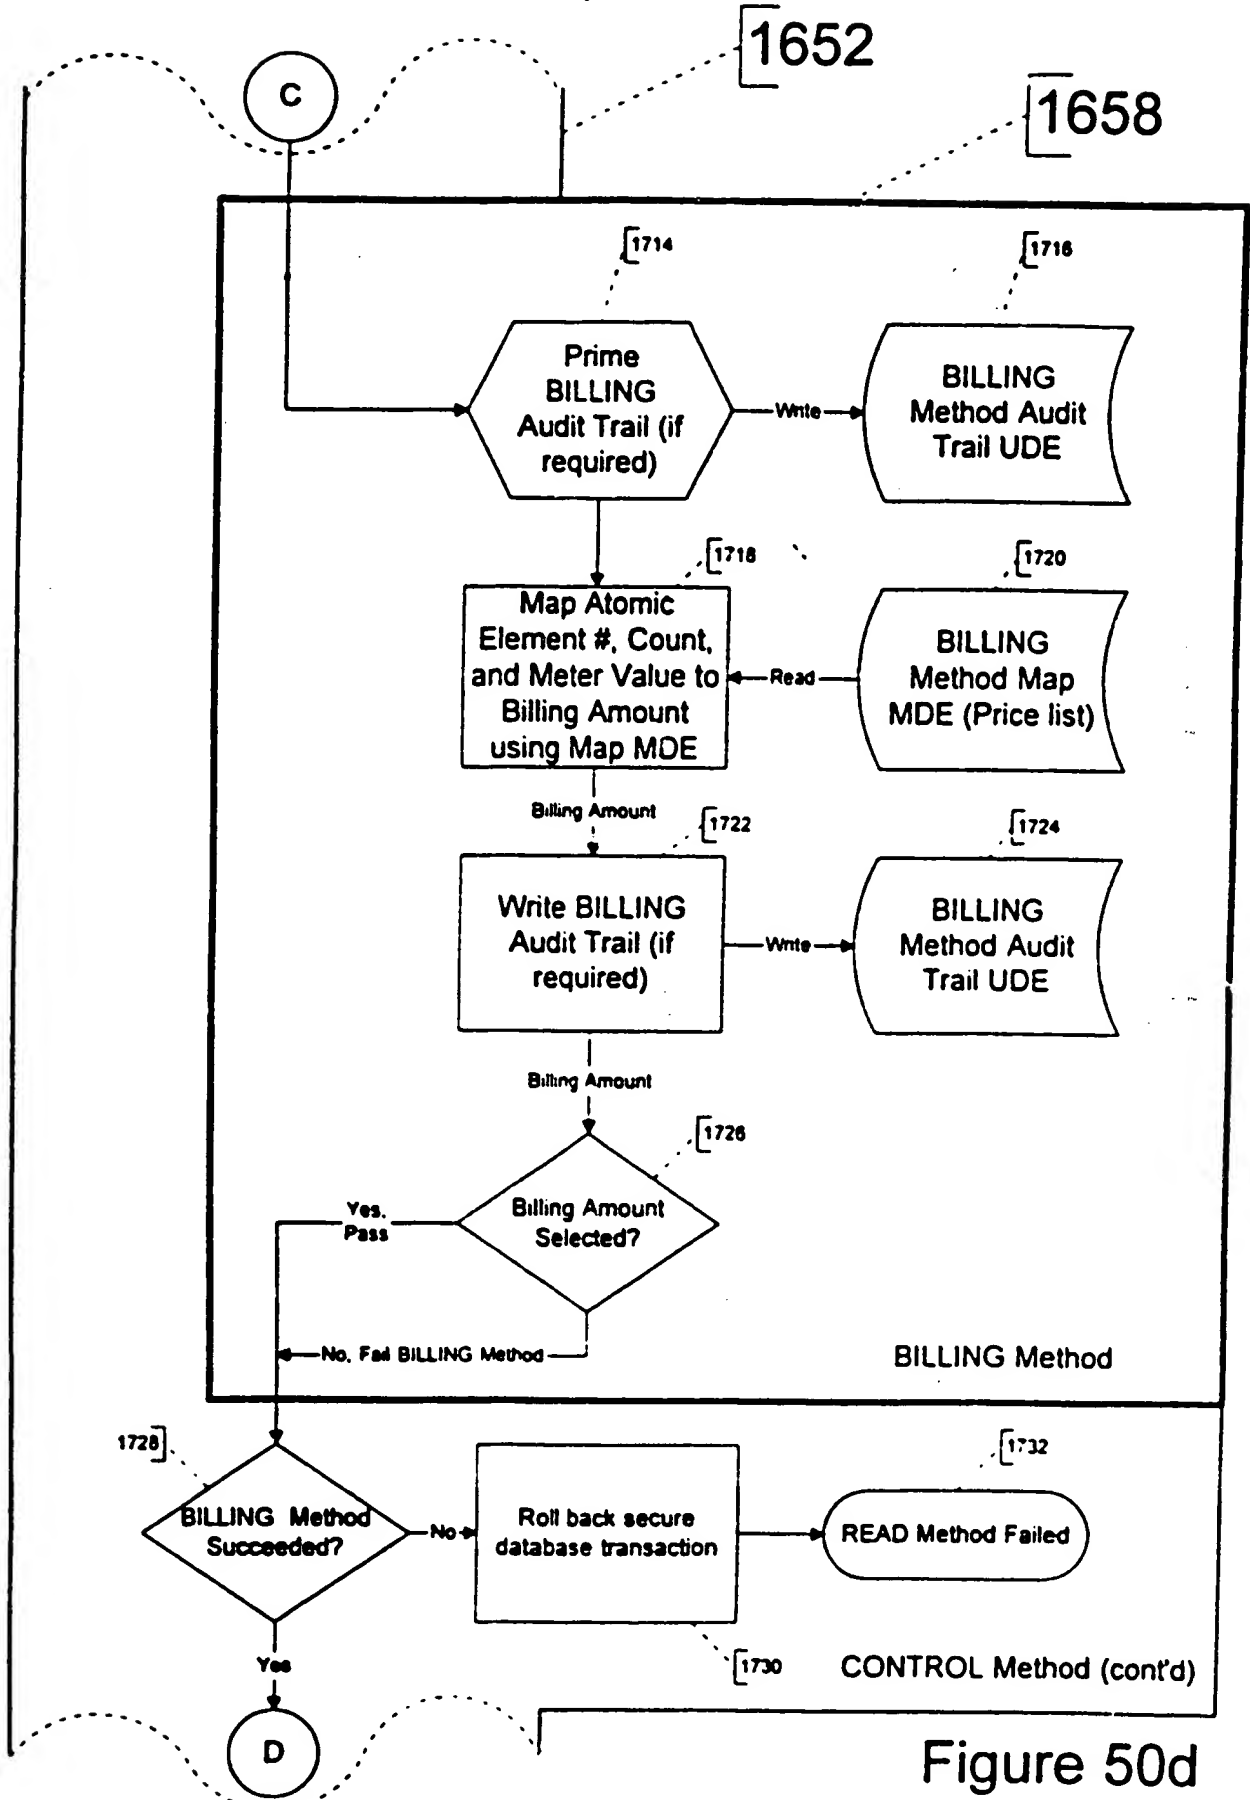 1652
C
1658
1714
1716
Prime
BILLING
Audit Trail (if
required)
Write
BILLING
Method Audit
Trail UDE
1718
1720
Map Atomic
Element #, Count,
and Meter Value to
Billing Amount
using Map MDE
Read
BILLING
Method Map
MDE (Price list)
Billing Amount
1722
1724
Write BILLING
Audit Trail (if
required)
Write
BILLING
Method Audit
Trail UDE
Billing Amount
1726
Yes,
Pass
Billing Amount
Selected?
No, Fail BILLING Method
BILLING Method
1728
1732
BILLING Method
Succeeded?
No
Roll back secure
database transaction
READ Method Failed
Yes
1730
CONTROL Method (cont'd)
D
Figure 50d